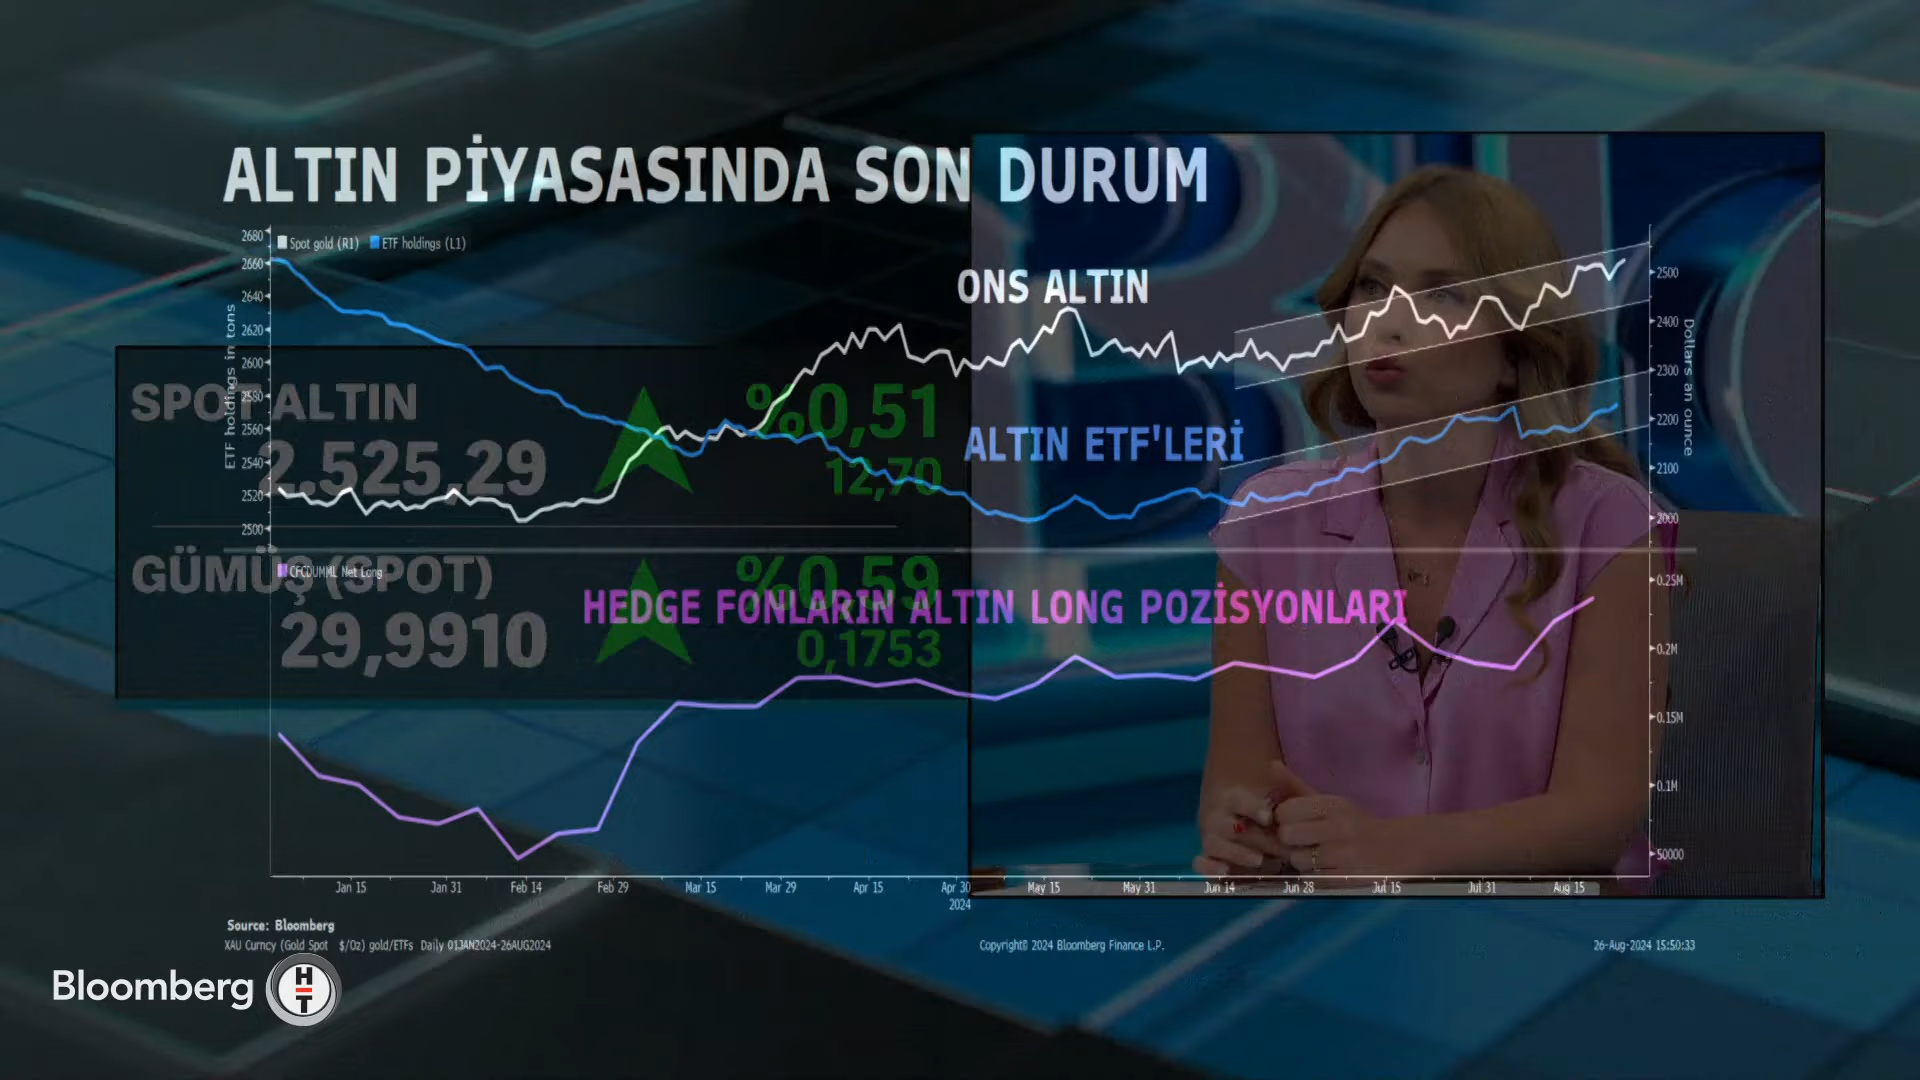 ALTIN PİYASASINDA SON DURUM
2680
Spot gold (R1) ETF holdings (L1)
2660
2640
2620
2600
2580
2560
2540
2520
2500
ETF holdings in tons
ONS ALTIN
2500
2400
2300
2200
2100
2000
Dollars an ounce
SPOT ALTIN
%0,51
2.525,29
12,70
ALTIN ETF'LERİ
GÜMÜŞ (SPOT)
%0,59
29,9910
0,1753
CFCDUMML Net Long
HEDGE FONLARIN ALTIN LONG POZİSYONLARI
0.25M
0.2M
0.15M
0.1M
50000
Jan 15 Jan 31 Feb 14 Feb 29 Mar 15 Mar 29 Apr 15 Apr 30 May 15 May 31 Jun 14 Jun 28 Jul 15 Jul 31 Aug 15
2024
Source: Bloomberg
XAU Curncy (Gold Spot $/Oz) gold/ETFs Daily 01JAN2024-26AUG2024
Copyright© 2024 Bloomberg Finance L.P.
26-Aug-2024 15:50:33
Bloomberg HT